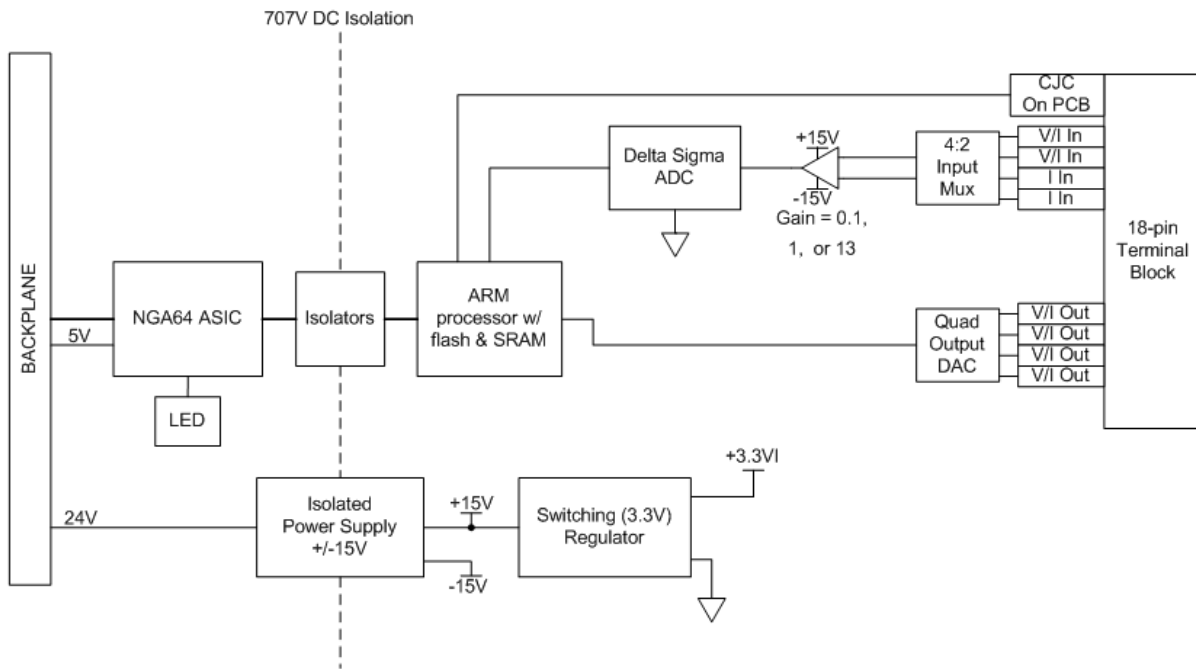 707V DC Isolation
BACKPLANE
5V
24V
NGA64 ASIC
LED
Isolators
ARM
processor w/
flash & SRAM
Delta Sigma
ADC
+15V
-15V
Gain = 0.1,
1, or 13
4:2
Input
Mux
CJC
On PCB
V/I In
V/I In
I In
I In
18-pin
Terminal
Block
Quad
Output
DAC
V/I Out
V/I Out
V/I Out
V/I Out
Isolated
Power Supply
+/-15V
+15V
-15V
Switching (3.3V)
Regulator
+3.3VI